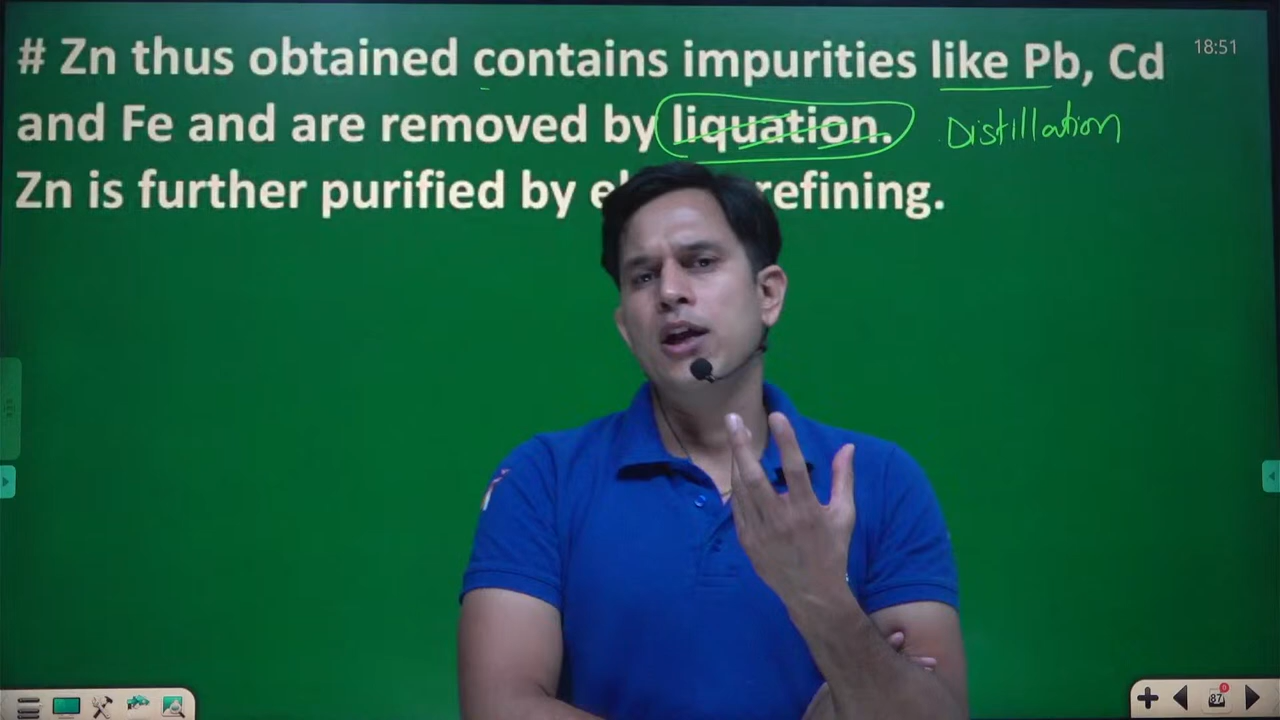 # Zn thus obtained contains impurities like Pb, Cd
18:51
and Fe and are removed by liquation. Distillation
Zn is further purified by refining.
87